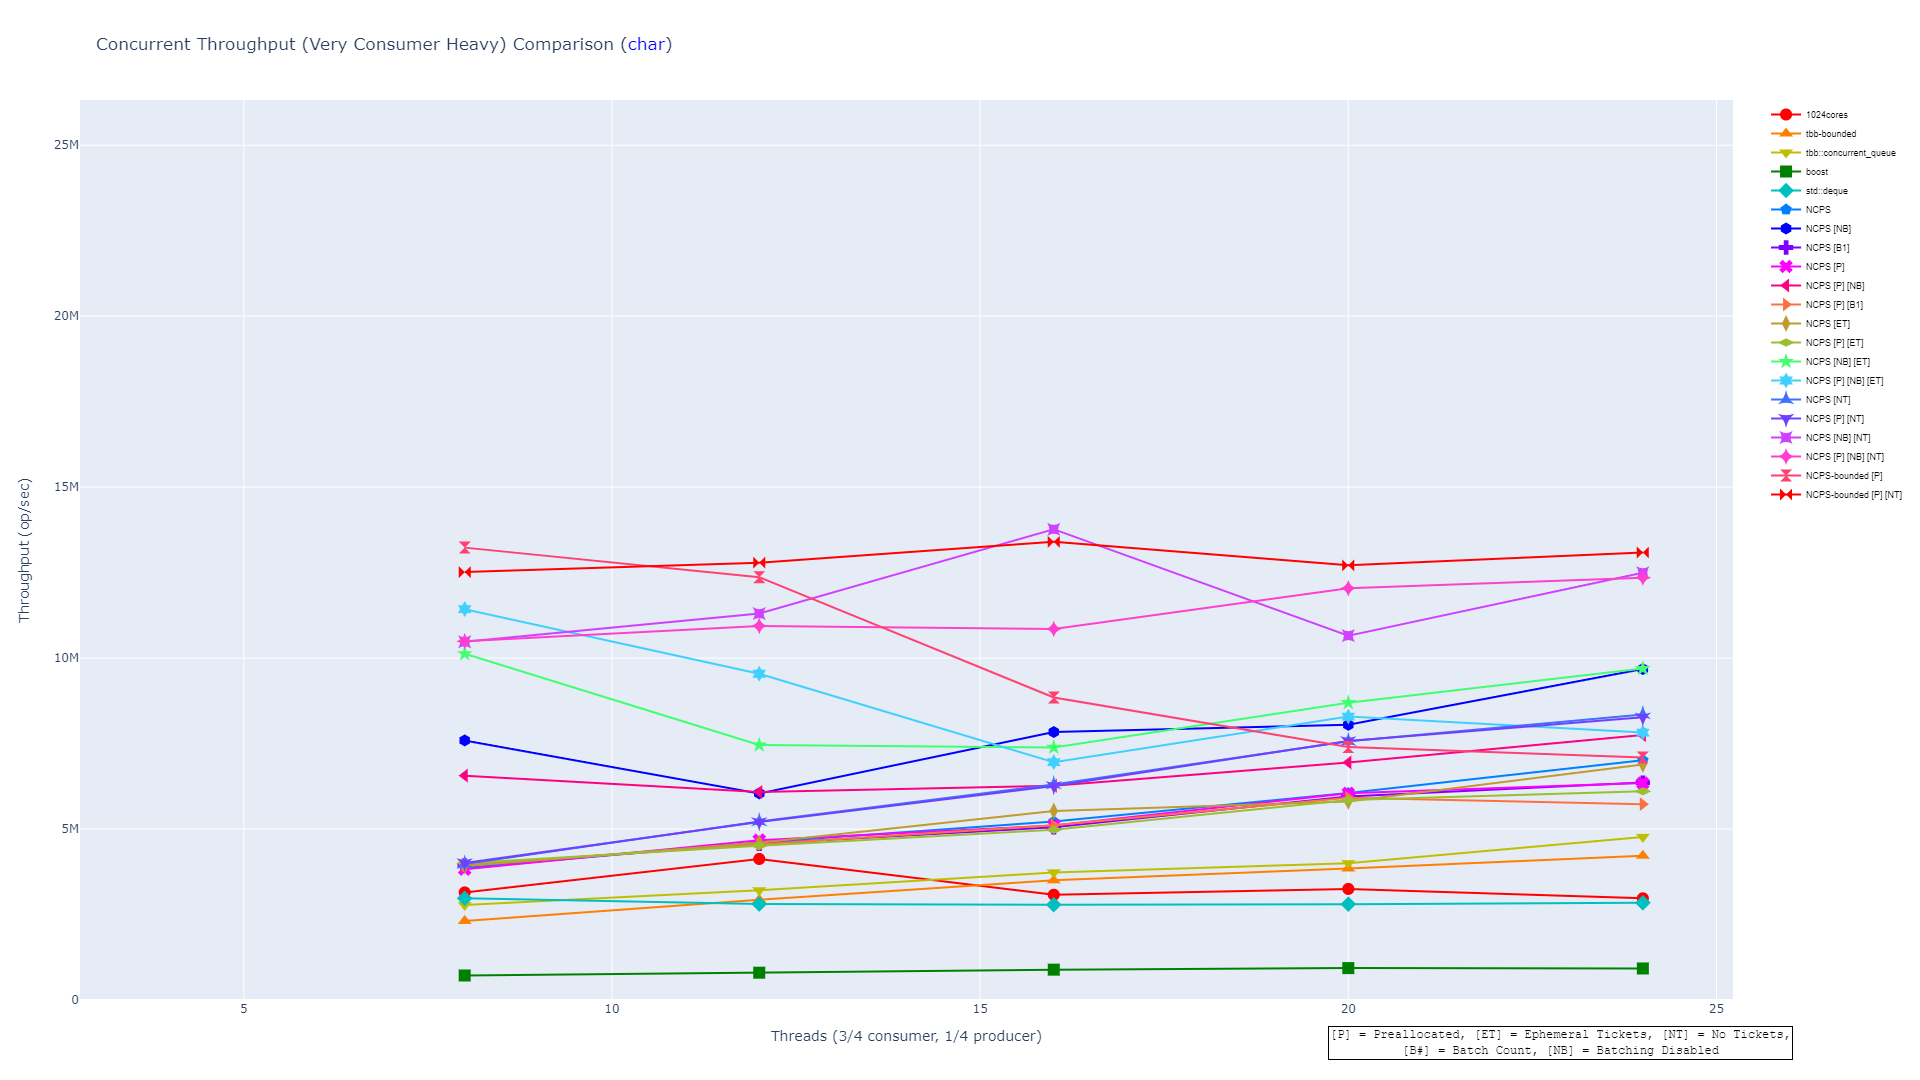 Concurrent Throughput (Very Consumer Heavy) Comparison (char)
25M
20M
15M
10M
5M
0
Throughput (op/sec)
5
10
15
20
25
Threads (3/4 consumer, 1/4 producer)
1024cores
tbb-bounded
tbb::concurrent_queue
boost
std::deque
NCPS
NCPS [NB]
NCPS [B1]
NCPS [P]
NCPS [P] [NB]
NCPS [P] [B1]
NCPS [ET]
NCPS [P] [ET]
NCPS [NB] [ET]
NCPS [P] [NB] [ET]
NCPS [NT]
NCPS [P] [NT]
NCPS [NB] [NT]
NCPS [P] [NB] [NT]
NCPS-bounded [P]
NCPS-bounded [P] [NT]
[P] = Preallocated, [ET] = Ephemeral Tickets, [NT] = No Tickets,
[B#] = Batch Count, [NB] = Batching Disabled